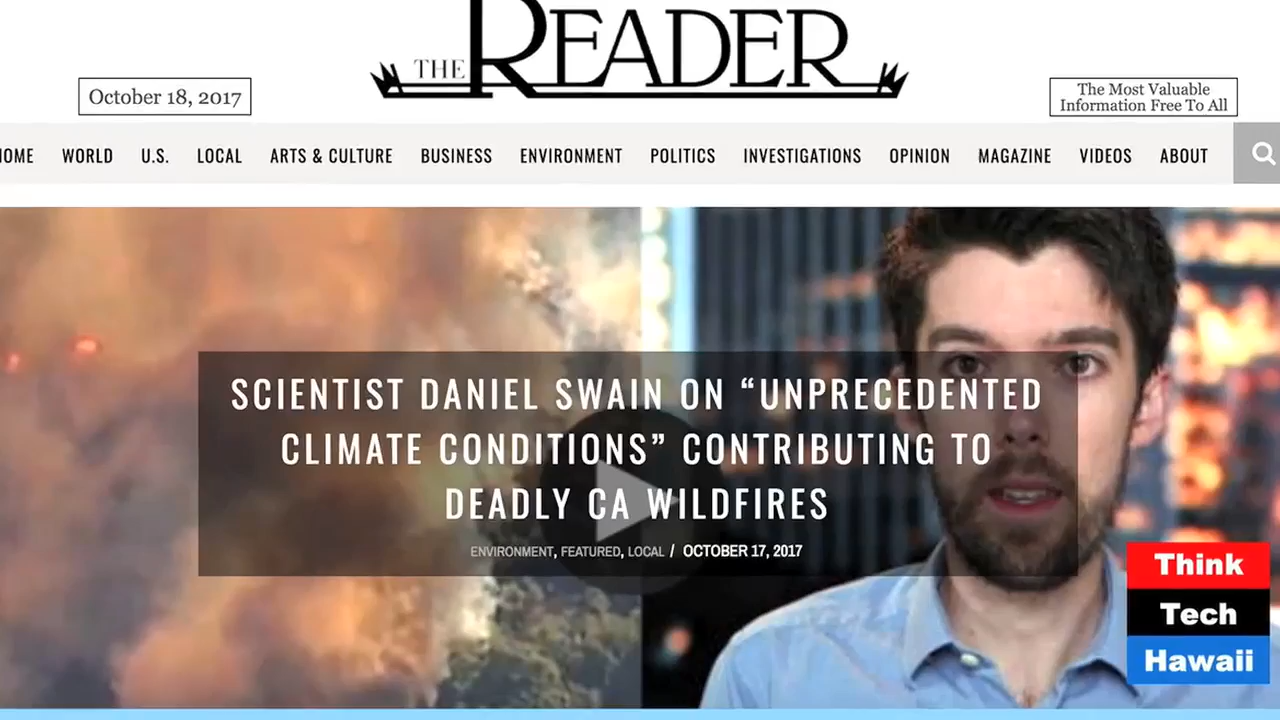 THE READER
October 18, 2017
The Most Valuable
Information Free To All
HOME WORLD U.S. LOCAL ARTS & CULTURE BUSINESS ENVIRONMENT POLITICS INVESTIGATIONS OPINION MAGAZINE VIDEOS ABOUT
SCIENTIST DANIEL SWAIN ON “UNPRECEDENTED
CLIMATE CONDITIONS” CONTRIBUTING TO
DEADLY CA WILDFIRES
ENVIRONMENT, FEATURED, LOCAL / OCTOBER 17, 2017
Think
Tech
Hawaii